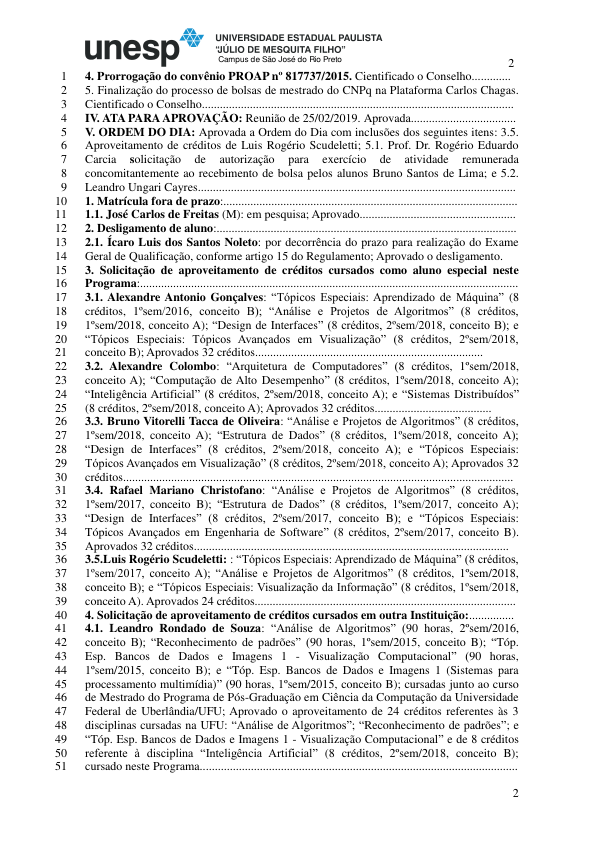 unesp
UNIVERSIDADE ESTADUAL PAULISTA
"JÚLIO DE MESQUITA FILHO"
Campus de São José do Rio Preto
2
1 4. Prorrogação do convênio PROAP nº 817737/2015. Cientificado o Conselho.............
2 5. Finalização do processo de bolsas de mestrado do CNPq na Plataforma Carlos Chagas.
3 Cientificado o Conselho........................................................................................................
4 IV. ATA PARA APROVAÇÃO: Reunião de 25/02/2019. Aprovada...................................
5 V. ORDEM DO DIA: Aprovada a Ordem do Dia com inclusões dos seguintes itens: 3.5.
6 Aproveitamento de créditos de Luis Rogério Scudeletti; 5.1. Prof. Dr. Rogério Eduardo
7 Garcia solicitação de autorização para exercício de atividade remunerada
8 concomitantemente ao recebimento de bolsa pelos alunos Bruno Santos de Lima; e 5.2.
9 Leandro Ungari Cayres..........................................................................................................
10 1. Matrícula fora de prazo:..................................................................................................
11 1.1. José Carlos de Freitas (M): em pesquisa; Aprovado....................................................
12 2. Desligamento de aluno:....................................................................................................
13 2.1. Ícaro Luis dos Santos Noleto: por decorrência do prazo para realização do Exame
14 Geral de Qualificação, conforme artigo 15 do Regulamento; Aprovado o desligamento.
15 3. Solicitação de aproveitamento de créditos cursados como aluno especial neste
16 Programa:..............................................................................................................................
17 3.1. Alexandre Antonio Gonçalves: “Tópicos Especiais: Aprendizado de Máquina” (8
18 créditos, 1ºsem/2016, conceito B); “Análise e Projetos de Algoritmos” (8 créditos,
19 1ºsem/2018, conceito A); “Design de Interfaces” (8 créditos, 2ºsem/2018, conceito B); e
20 “Tópicos Especiais: Tópicos Avançados em Visualização” (8 créditos, 2ºsem/2018,
21 conceito B); Aprovados 32 créditos............................................................................
22 3.2. Alexandre Colombo: “Arquitetura de Computadores” (8 créditos, 1ºsem/2018,
23 conceito A); “Computação de Alto Desempenho” (8 créditos, 1ºsem/2018, conceito A);
24 “Inteligência Artificial” (8 créditos, 2ºsem/2018, conceito A); e “Sistemas Distribuídos”
25 (8 créditos, 2ºsem/2018, conceito A); Aprovados 32 créditos.......................................
26 3.3. Bruno Vitorelli Tacca de Oliveira: “Análise e Projetos de Algoritmos” (8 créditos,
27 1ºsem/2018, conceito A); “Estrutura de Dados” (8 créditos, 1ºsem/2018, conceito A);
28 “Design de Interfaces” (8 créditos, 2ºsem/2018, conceito A); e “Tópicos Especiais:
29 Tópicos Avançados em Visualização” (8 créditos, 2ºsem/2018, conceito A); Aprovados 32
30 créditos..................................................................................................................................
31 3.4. Rafael Mariano Christofano: “Análise e Projetos de Algoritmos” (8 créditos,
32 1ºsem/2017, conceito B); “Estrutura de Dados” (8 créditos, 1ºsem/2017, conceito A);
33 “Design de Interfaces” (8 créditos, 2ºsem/2017, conceito B); e “Tópicos Especiais:
34 Tópicos Avançados em Engenharia de Software” (8 créditos, 2ºsem/2017, conceito B).
35 Aprovados 32 créditos.........................................................................................................
36 3.5.Luis Rogério Scudeletti: : “Tópicos Especiais: Aprendizado de Máquina” (8 créditos,
37 1ºsem/2017, conceito A); “Análise e Projetos de Algoritmos” (8 créditos, 1ºsem/2018,
38 conceito B); e “Tópicos Especiais: Visualização da Informação” (8 créditos, 1ºsem/2018,
39 conceito A). Aprovados 24 créditos.......................................................................................
40 4. Solicitação de aproveitamento de créditos cursados em outra Instituição:...............
41 4.1. Leandro Rondado de Souza: “Análise de Algoritmos” (90 horas, 2ºsem/2016,
42 conceito B); “Reconhecimento de padrões” (90 horas, 1ºsem/2015, conceito B); “Tóp.
43 Esp. Bancos de Dados e Imagens 1 - Visualização Computacional” (90 horas,
44 1ºsem/2015, conceito B); e “Tóp. Esp. Bancos de Dados e Imagens 1 (Sistemas para
45 processamento multimídia)” (90 horas, 1ºsem/2015, conceito B); cursadas junto ao curso
46 de Mestrado do Programa de Pós-Graduação em Ciência da Computação da Universidade
47 Federal de Uberlândia/UFU; Aprovado o aproveitamento de 24 créditos referentes às 3
48 disciplinas cursadas na UFU: “Análise de Algoritmos”; “Reconhecimento de padrões”; e
49 “Tóp. Esp. Bancos de Dados e Imagens 1 - Visualização Computacional” e de 8 créditos
50 referente à disciplina “Inteligência Artificial” (8 créditos, 2ºsem/2018, conceito B);
51 cursado neste Programa..........................................................................................................
2